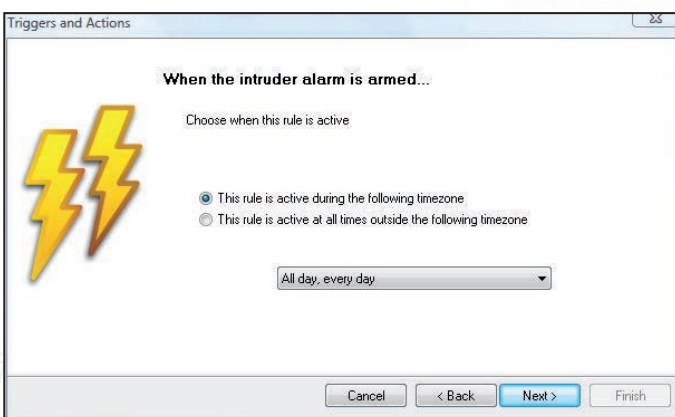 Triggers and Actions
When the intruder alarm is armed...
Choose when this rule is active
This rule is active during the following timezone
This rule is active at all times outside the following timezone
All day, every day
Cancel
< Back
Next >
Finish